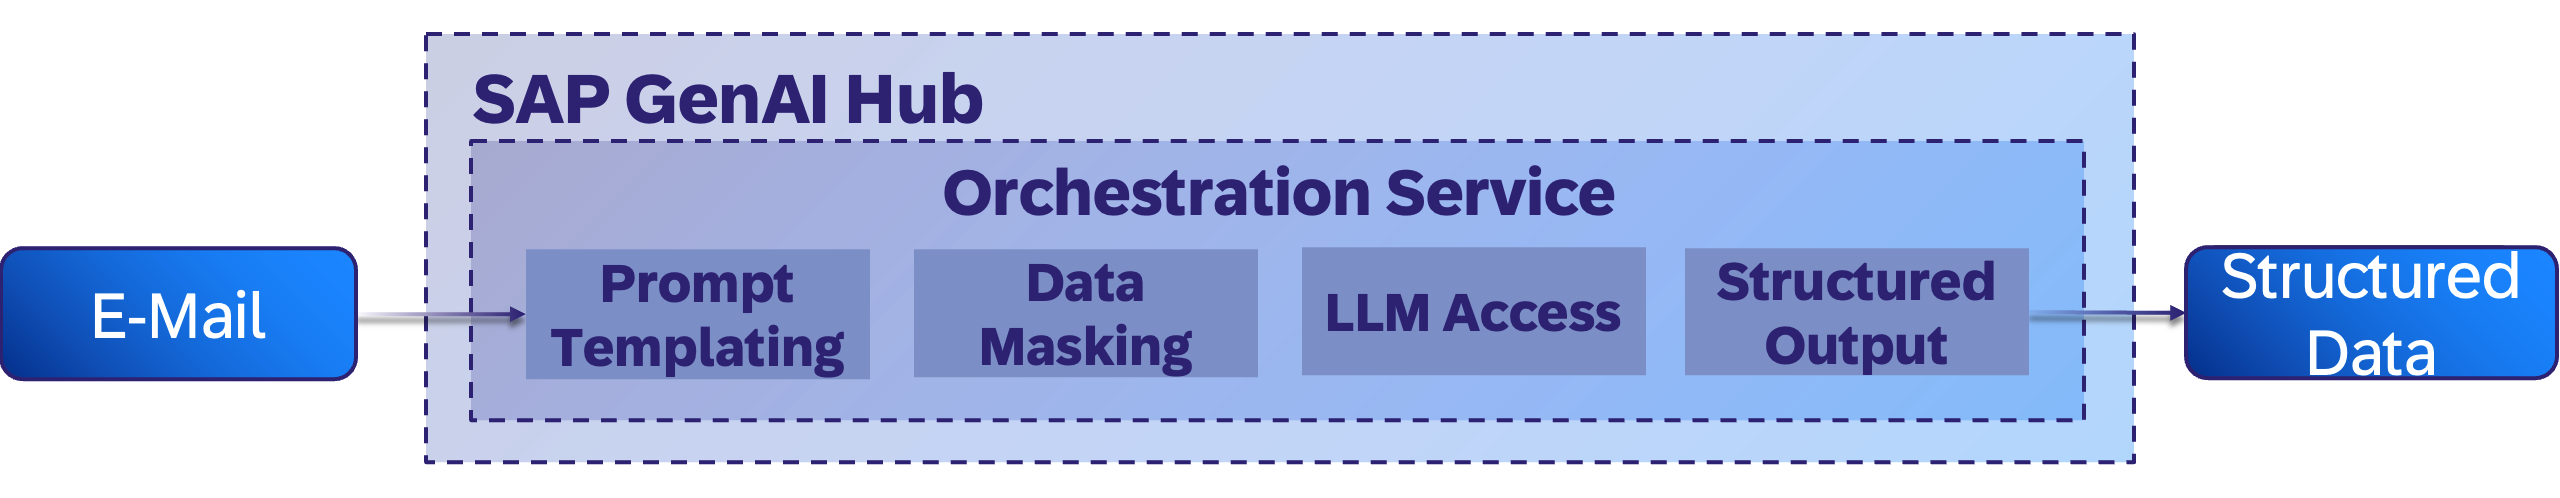 SAP GenAI Hub
Orchestration Service
E-Mail
Prompt
Templating
Data
Masking
LLM Access
Structured
Output
Structured
Data